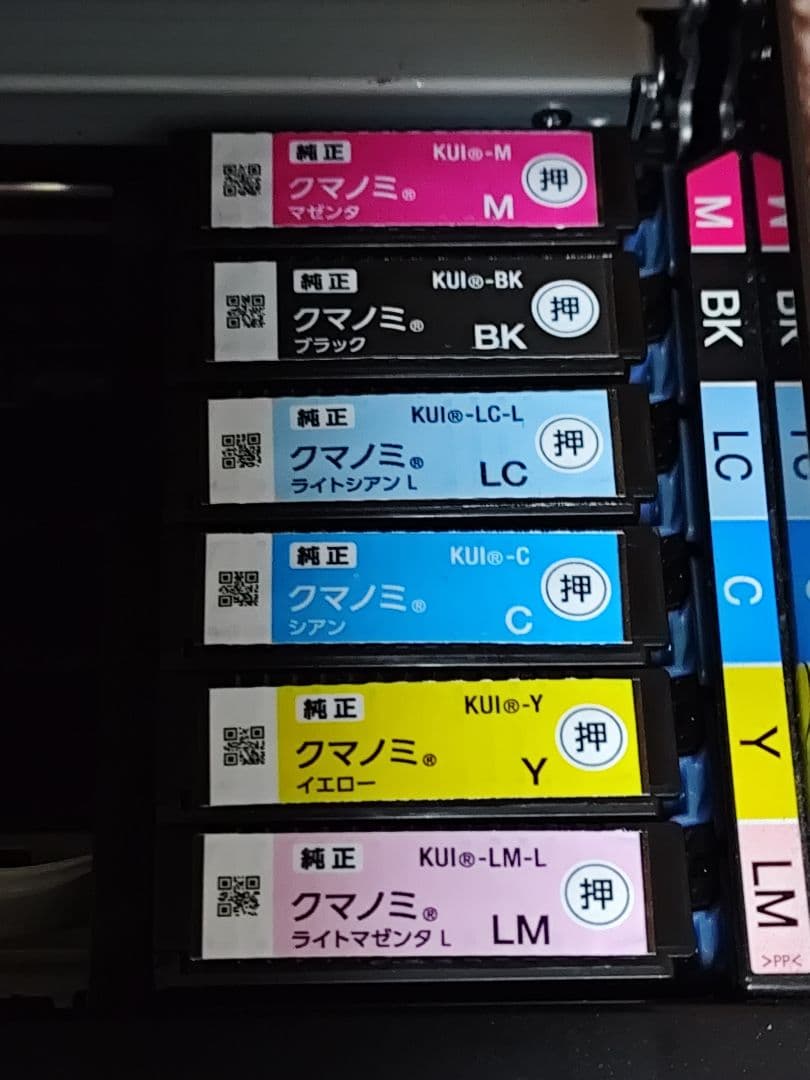 純正 KUI®-M
クマノミ® 押
マゼンタ M
純正 KUI®-BK
クマノミ® 押
ブラック BK
純正 KUI®-LC-L
クマノミ® 押
ライトシアン L LC
純正 KUI®-C
クマノミ® 押
シアン C
純正 KUI®-Y
クマノミ® 押
イエロー Y
純正 KUI®-LM-L
クマノミ® 押
ライトマゼンタ L LM
M
BK
LC
C
Y
LM
>PP<